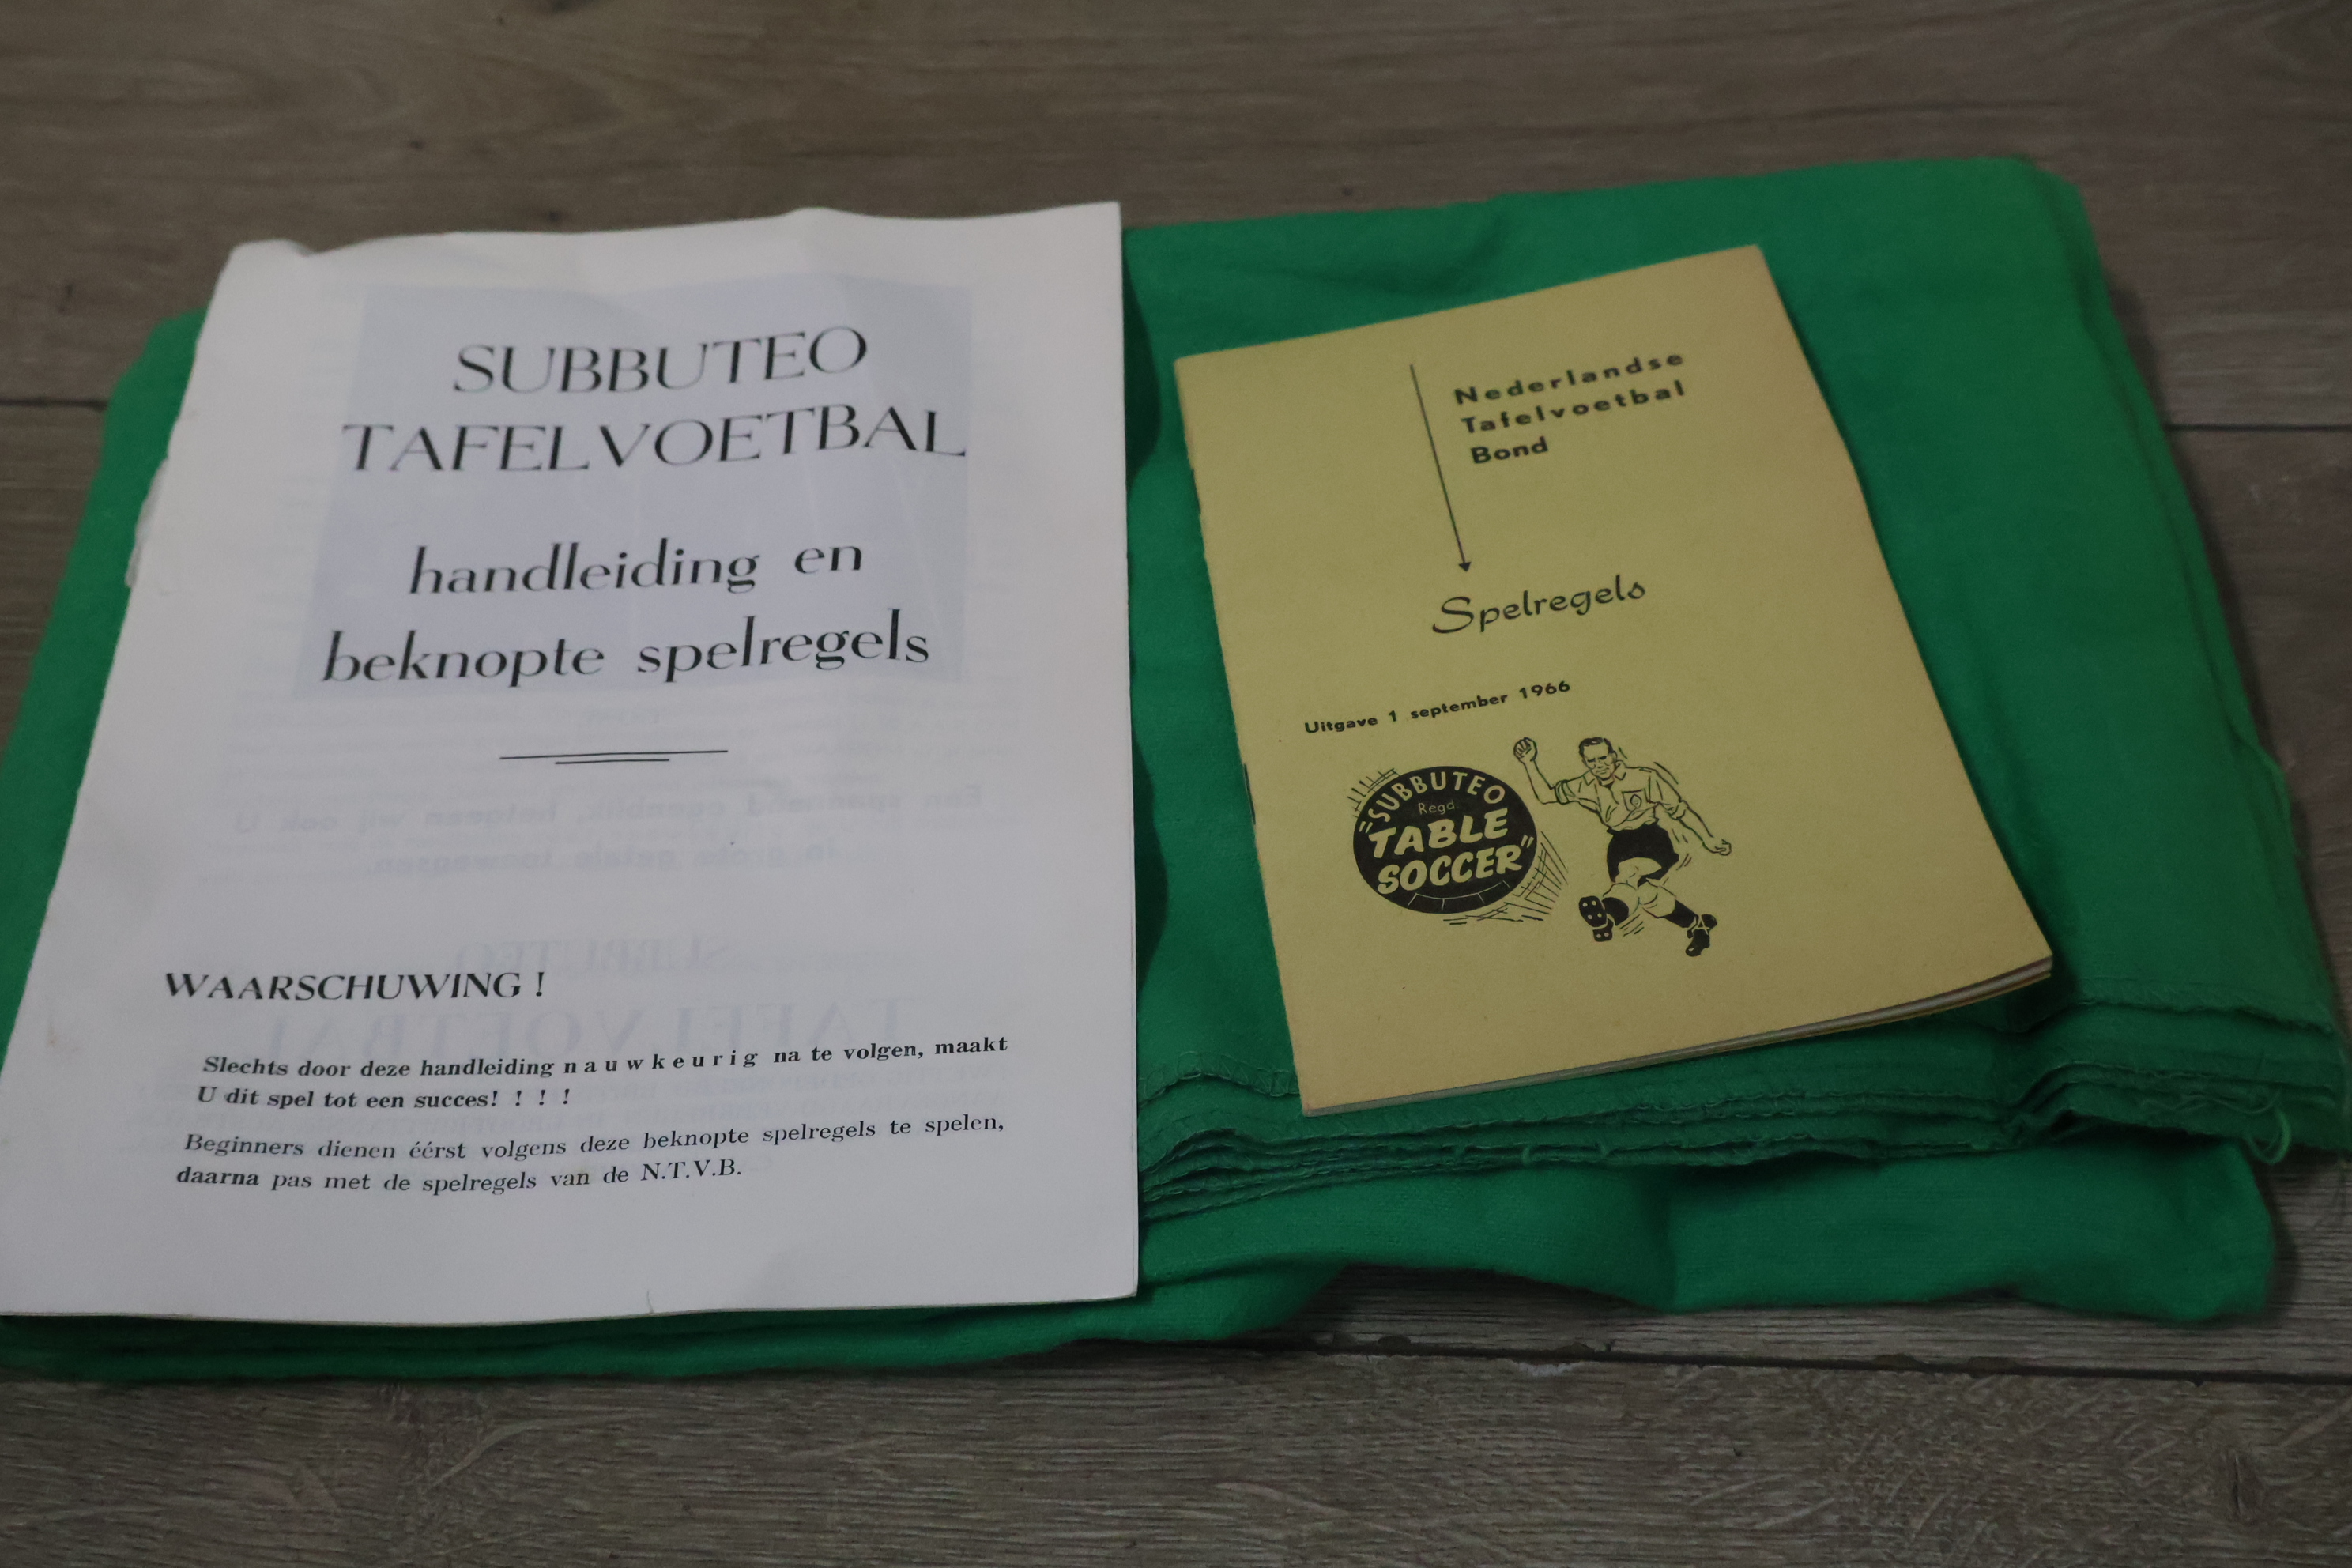 SUBBUTEO
TAFELVOETBAL
handleiding en
beknopte spelregels
WAARSCHUWING !
Slechts door deze handleiding nauwkeurig na te volgen, maakt
U dit spel tot een succes! ! ! !
Beginners dienen éérst volgens deze beknopte spelregels te spelen,
daarna pas met de spelregels van de N.T.V.B.
Nederlandse
Tafelvoetbal
Bond
Spelregels
Uitgave 1 september 1966
"SUBBUTEO
Regd
TABLE
SOCCER"